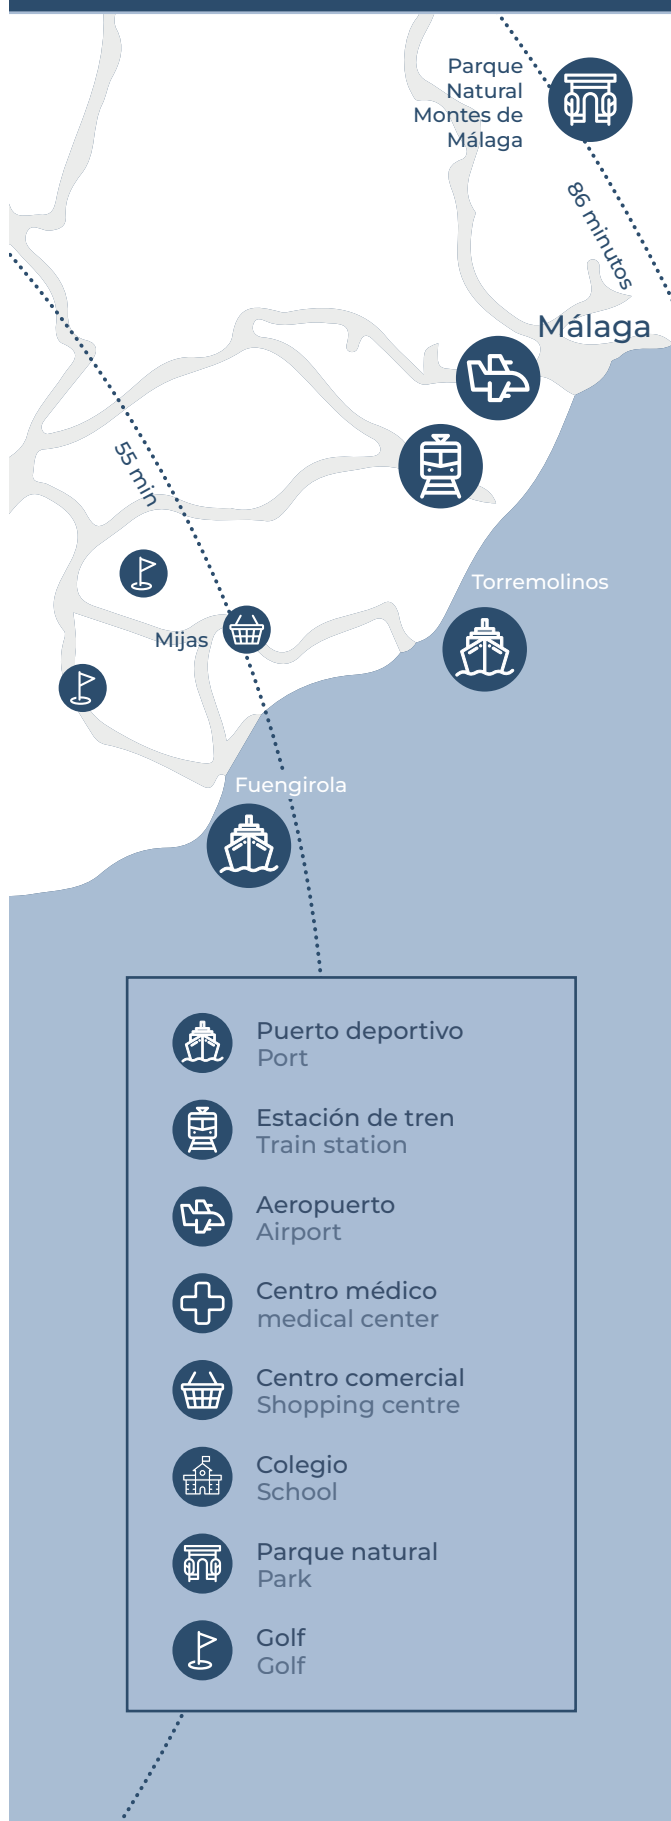 Parque
Natural
Montes de
Málaga
86 minutos
Málaga
55 min
Torremolinos
Mijas
Fuengirola
Puerto deportivo
Port
Estación de tren
Train station
Aeropuerto
Airport
Centro médico
medical center
Centro comercial
Shopping centre
Colegio
School
Parque natural
Park
Golf
Golf